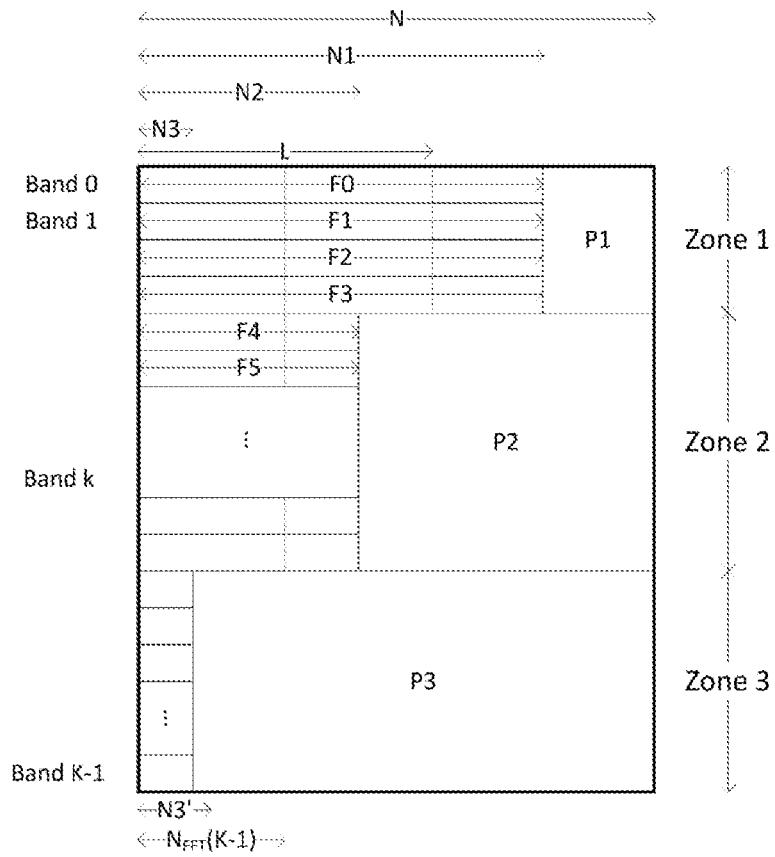 N
N1
N2
N3
L
Band 0 F0
Band 1 F1
F2
F3
P1
Zone 1
F4
F5
⋮
P2
Zone 2
Band k
P3
Zone 3
⋮
Band K-1
N3'
N_FFT(K-1)